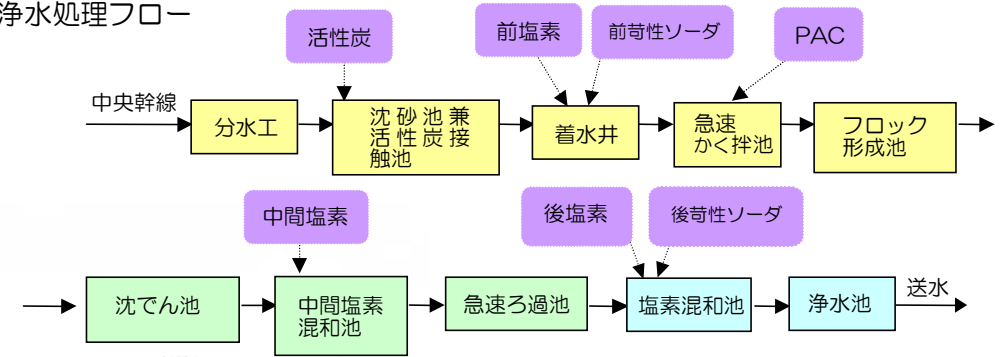 浄水処理フロー
活性炭
前塩素
前苛性ソーダ
PAC
中央幹線
分水工
沈砂池兼
活性炭接
触池
着水井
急速
かく拌池
フロック
形成池
中間塩素
後塩素
後苛性ソーダ
沈でん池
中間塩素
混和池
急速ろ過池
塩素混和池
浄水池
送水